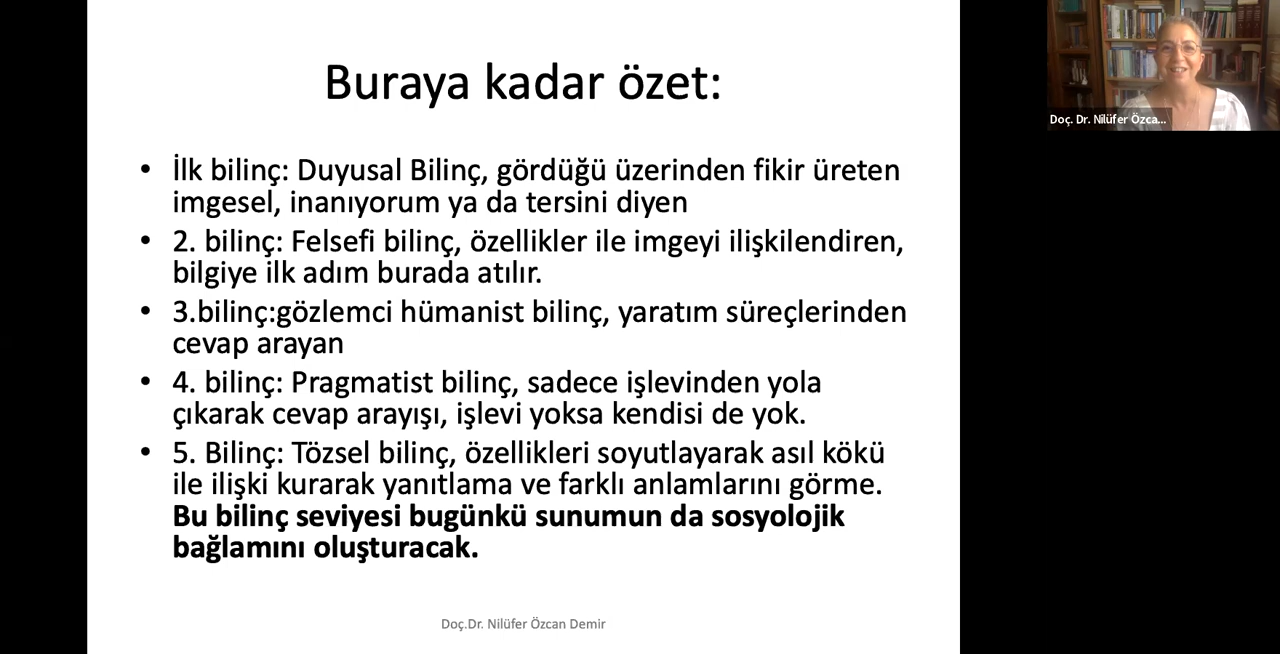 Buraya kadar özet:
• İlk bilinç: Duyusal Bilinç, gördüğü üzerinden fikir üreten
imgesel, inanıyorum ya da tersini diyen
• 2. bilinç: Felsefi bilinç, özellikler ile imgeyi ilişkilendiren,
bilgiye ilk adım burada atılır.
• 3.bilinç:gözlemci hümanist bilinç, yaratım süreçlerinden
cevap arayan
• 4. bilinç: Pragmatist bilinç, sadece işlevinden yola
çıkarak cevap arayışı, işlevi yoksa kendisi de yok.
• 5. Bilinç: Tözsel bilinç, özellikleri soyutlayarak asıl kökü
ile ilişki kurarak yanıtlama ve farklı anlamlarını görme.
Bu bilinç seviyesi bugünkü sunumun da sosyolojik
bağlamını oluşturacak.
Doç.Dr. Nilüfer Özcan Demir
Doç. Dr. Nilüfer Özca...